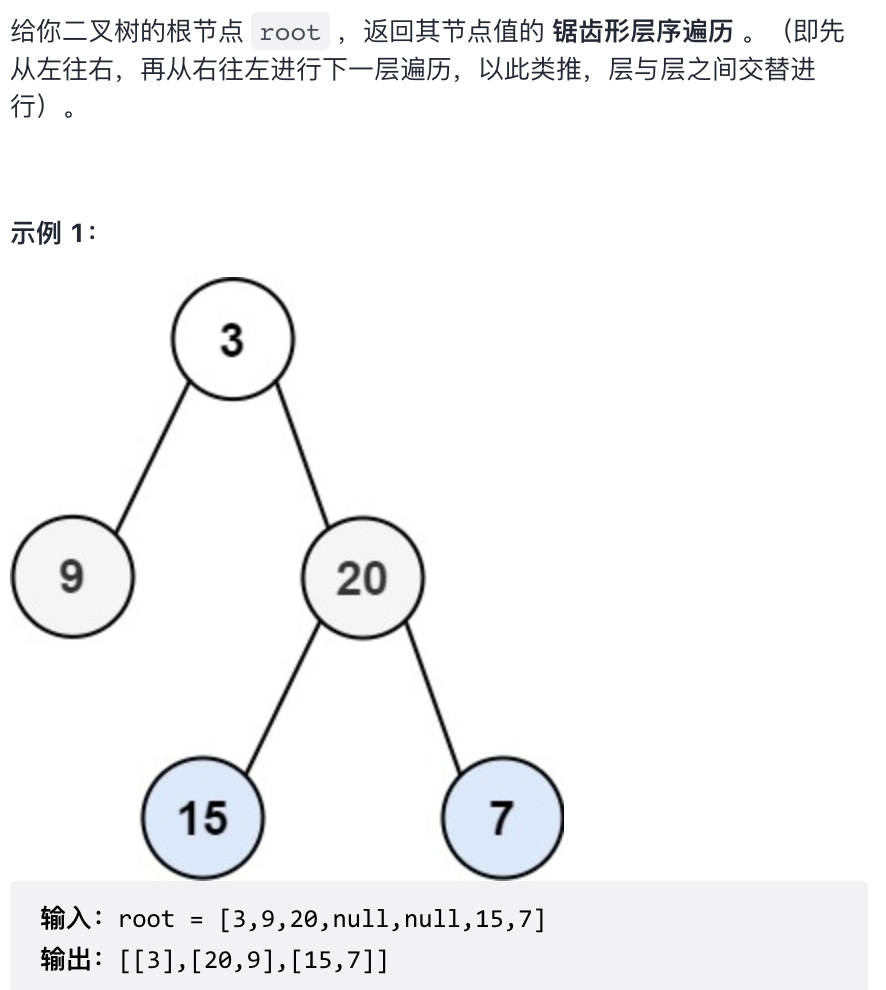 给你二叉树的根节点 root ，返回其节点值的 锯齿形层序遍历 。（即先
从左往右，再从右往左进行下一层遍历，以此类推，层与层之间交替进
行）。
示例 1：
3
9
20
15
7
输入：root = [3,9,20,null,null,15,7]
输出：[[3],[20,9],[15,7]]